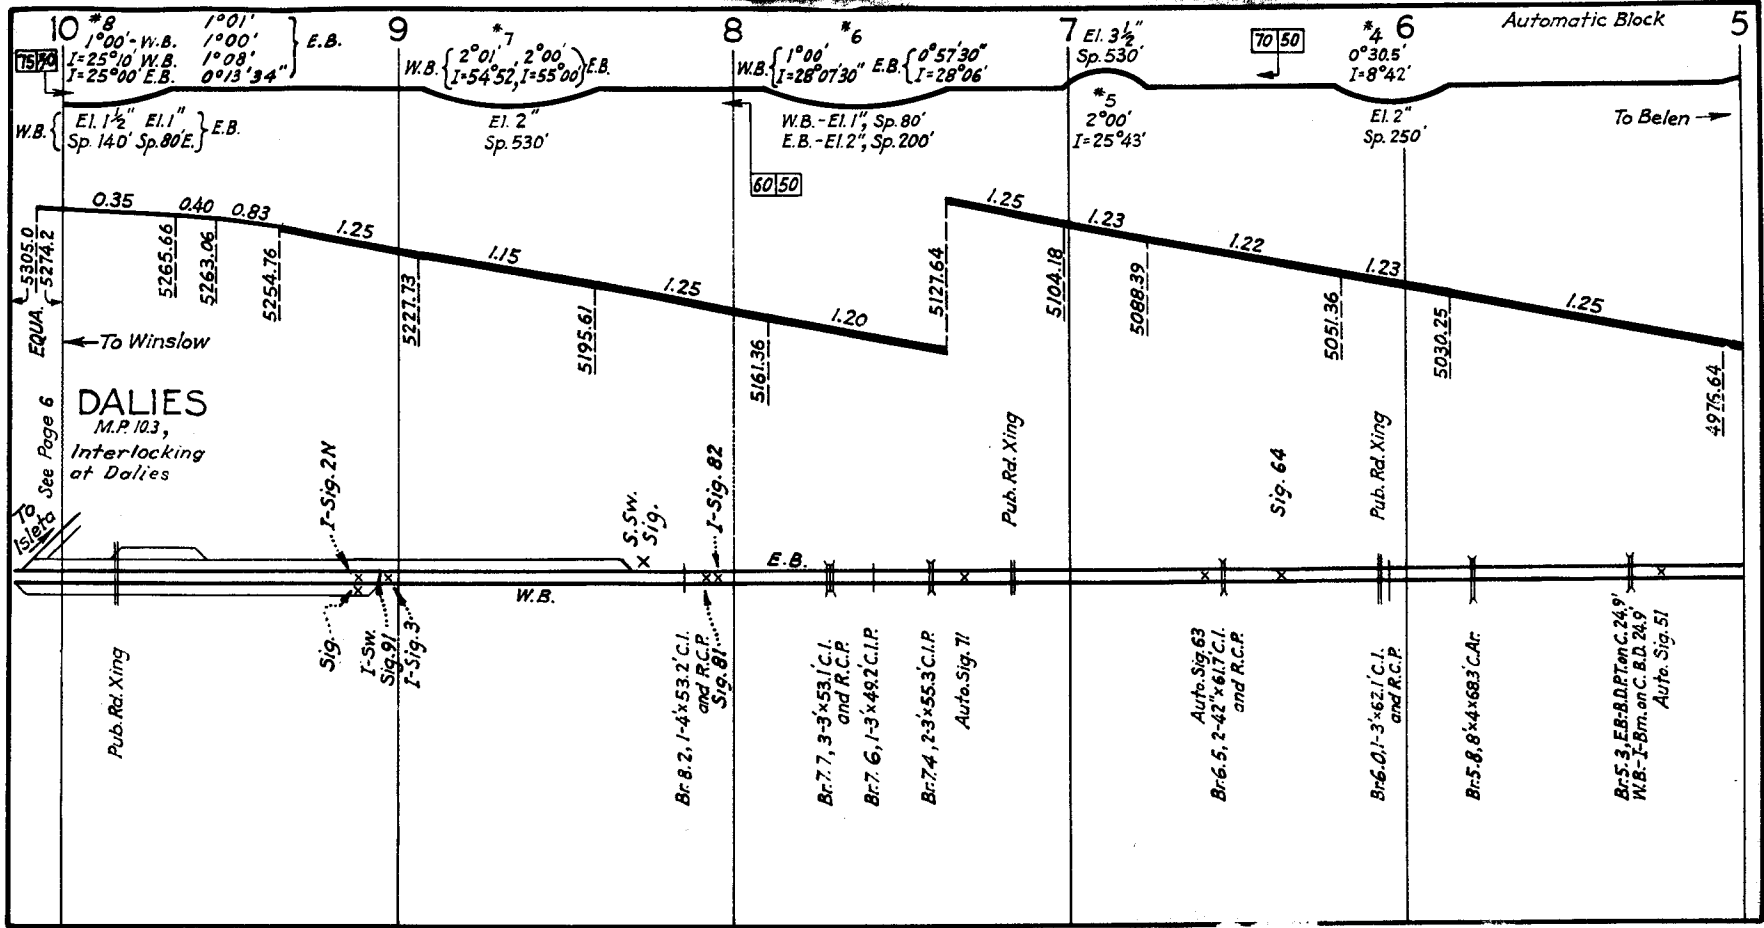 10 9 8 7 6 5
Automatic Block
#8
1°00'-W.B.
I=25°10' W.B.
I=25°00' E.B.
1°01'
1°00'
1°08'
0°13'34"
E.B.
75 50
#7
W.B. 2°01' 2°00' E.B.
I=54°52', I=55°00'
#6
W.B. 1°00' E.B. 0°57'30"
I=28°07'30" I=28°06'
El. 3½"
Sp. 530'
70 50
#4
0°30.5'
I=8°42'
W.B. El. 1½" El. 1" E.B.
Sp. 140' Sp. 80'E.
El. 2"
Sp. 530'
W.B.-El. 1", Sp. 80'
E.B.-El. 2", Sp. 200'
60 50
#5
2°00'
I=25°43'
El. 2"
Sp. 250'
To Belen
0.35 0.40 0.83 1.25 1.15 1.25 1.20 1.25 1.23 1.22 1.23 1.25
EQUA. 5305.0
5274.2
5265.66
5263.06
5254.76
5227.73
5195.61
5161.36
5127.64
5104.18
5088.39
5051.36
5030.25
4976.64
To Winslow
DALIES
M.P. 10.3,
Interlocking
at Dalies
See Page 6
To
Isleta
I-Sig. 2N
S. Sw.
Sig.
I-Sig. 82
Pub. Rd. Xing
Sig. 64
Pub. Rd. Xing
E.B.
W.B.
Pub. Rd. Xing
Sig.
I-Sw.
Sig. 91
I-Sig. 3
Br. 8.2, 1-4'x53.2' C.I.
and R.C.P.
Sig. 81
Br. 7.7, 3-3'x53.1' C.I.
and R.C.P.
Br. 7.6, 1-3'x49.2' C.I.P.
Br. 7.4, 2-3'x55.3' C.I.P.
Auto. Sig. 71
Auto. Sig. 63
Br. 6.5, 2-42"x61.7' C.I.
and R.C.P.
Br. 6.0, 1-3'x62.1' C.I.
and R.C.P.
Br. 5.8, 8'x4'x68.3' C.Ar.
Br. 5.3, E.B.-B.D.P.T. on C. 24.9'
W.B.-I-Bm. on C. B.D. 24.9'
Auto. Sig. 51